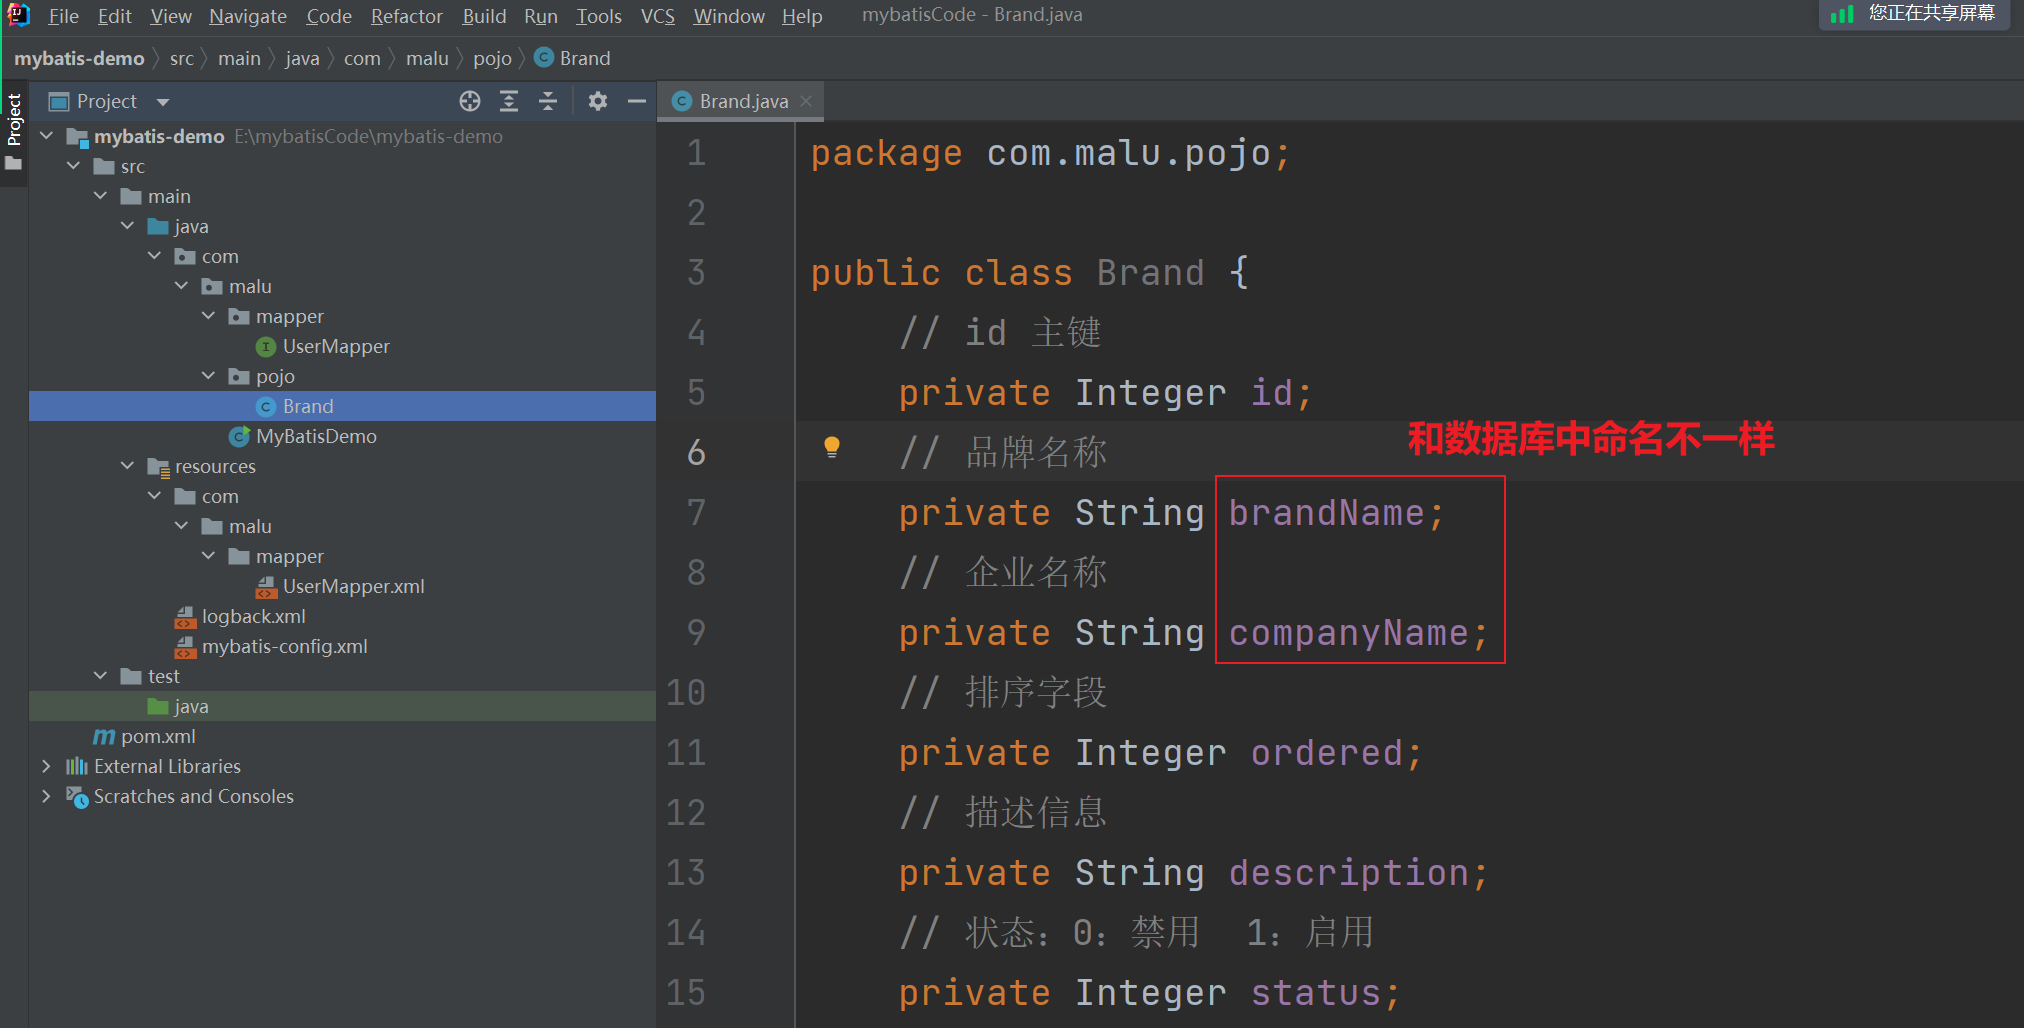 File Edit View Navigate Code Refactor Build Run Tools VCS Window Help mybatisCode - Brand.java 您正在共享屏幕
mybatis-demo src main java com malu pojo Brand
Project
Project
Brand.java
mybatis-demo E:\mybatisCode\mybatis-demo
src
main
java
com
malu
mapper
UserMapper
pojo
Brand
MyBatisDemo
resources
com
malu
mapper
UserMapper.xml
logback.xml
mybatis-config.xml
test
java
pom.xml
External Libraries
Scratches and Consoles
1 package com.malu.pojo;
2
3 public class Brand {
4 // id 主键
5 private Integer id;
和数据库中命名不一样
6 // 品牌名称
7 private String brandName;
8 // 企业名称
9 private String companyName;
10 // 排序字段
11 private Integer ordered;
12 // 描述信息
13 private String description;
14 // 状态：0：禁用 1：启用
15 private Integer status;